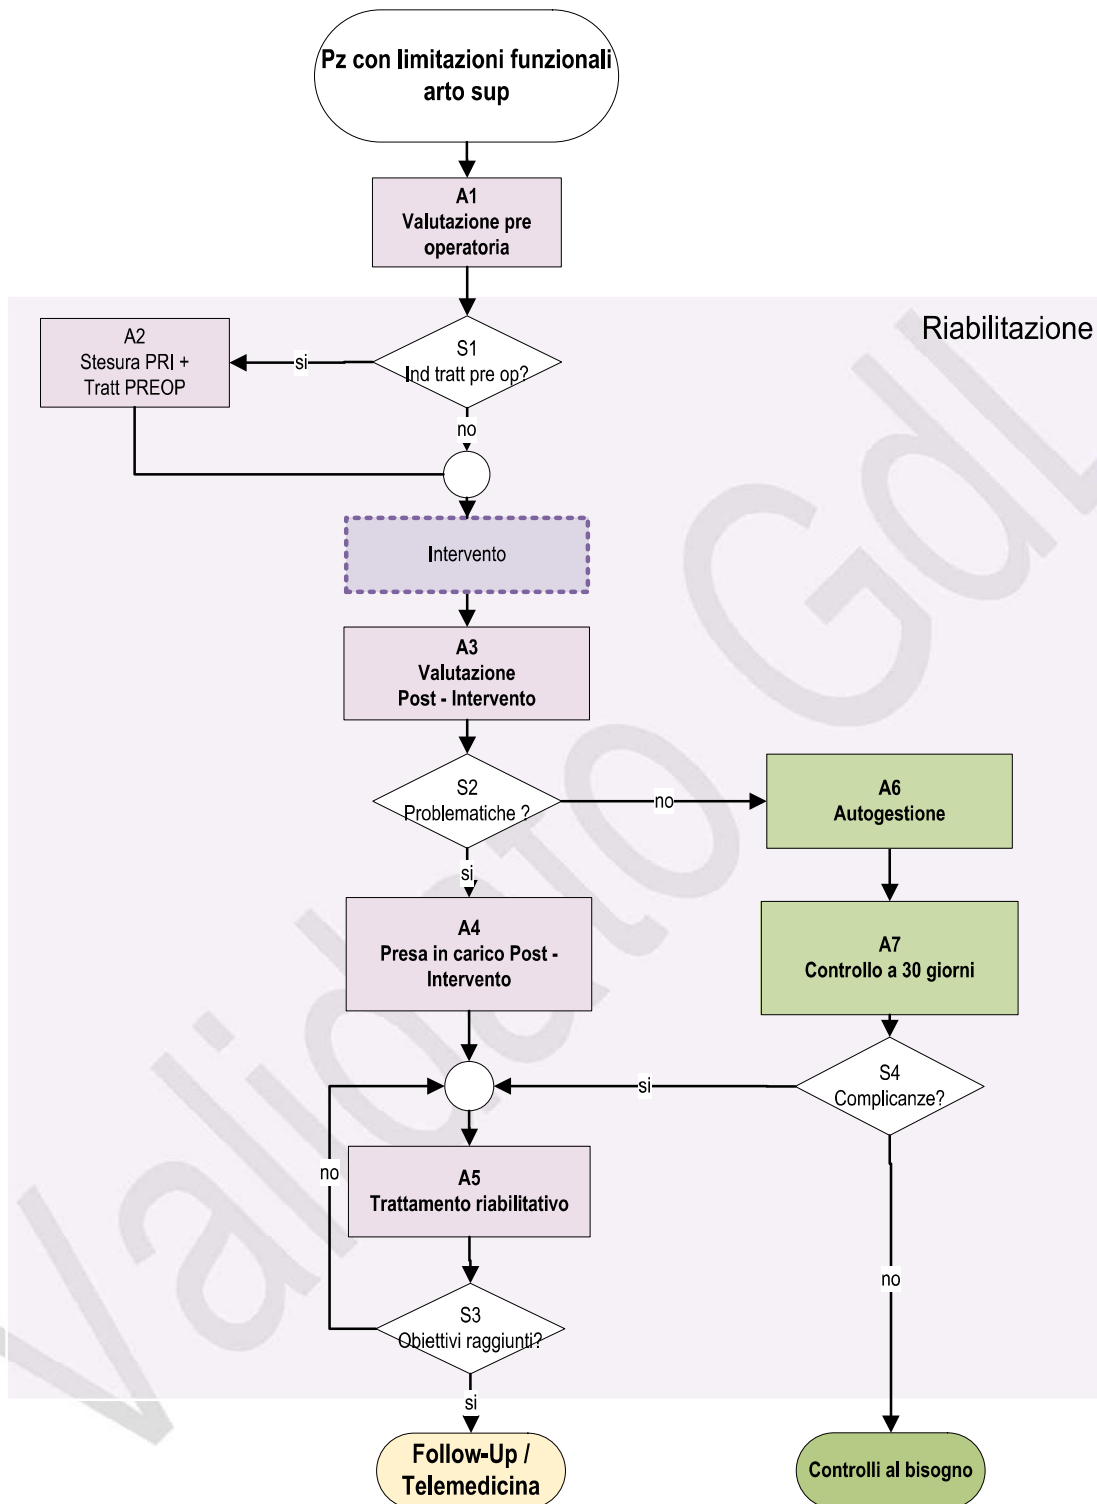 Pz con limitazioni funzionali
arto sup
A1
Valutazione pre
operatoria
Riabilitazione
A2
Stesura PRI +
Tratt PREOP
si
S1
Ind tratt pre op?
no
Intervento
A3
Valutazione
Post - Intervento
S2
Problematiche ?
no
A6
Autogestione
si
A4
Presa in carico Post -
Intervento
A7
Controllo a 30 giorni
S4
Complicanze?
si
no
A5
Trattamento riabilitativo
no
S3
Obiettivi raggiunti?
si
Follow-Up /
Telemedicina
Controlli al bisogno
Validato GdL